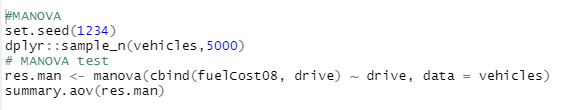 #MANOVA
set.seed(1234)
dplyr::sample_n(vehicles,5000)
# MANOVA test
res.man <- manova(cbind(fuelCost08, drive) ~ drive, data = vehicles)
summary.aov(res.man)